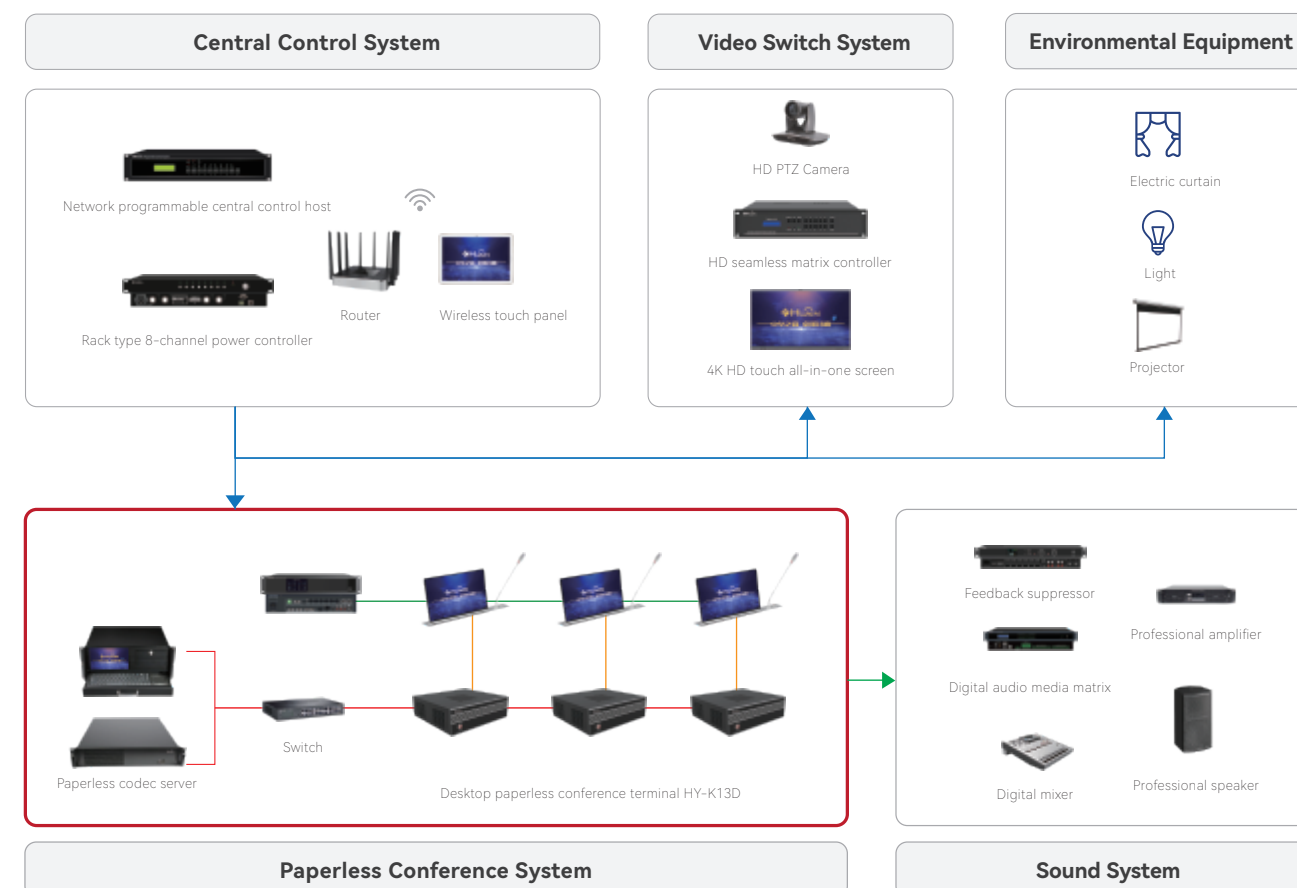 Central Control System
Video Switch System
Environmental Equipment
Network programmable central control host
Router
Wireless touch panel
Rack type 8-channel power controller
HD PTZ Camera
HD seamless matrix controller
4K HD touch all-in-one screen
Electric curtain
Light
Projector
Paperless codec server
Switch
Desktop paperless conference terminal HY-K13D
Feedback suppressor
Professional amplifier
Digital audio media matrix
Digital mixer
Professional speaker
Paperless Conference System
Sound System